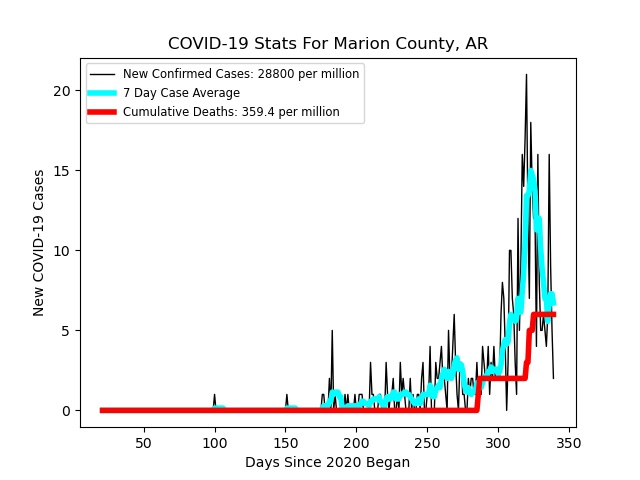 COVID-19 Stats For Marion County, AR
New Confirmed Cases: 28800 per million
7 Day Case Average
Cumulative Deaths: 359.4 per million
New COVID-19 Cases
20
15
10
5
0
50 100 150 200 250 300 350
Days Since 2020 Began